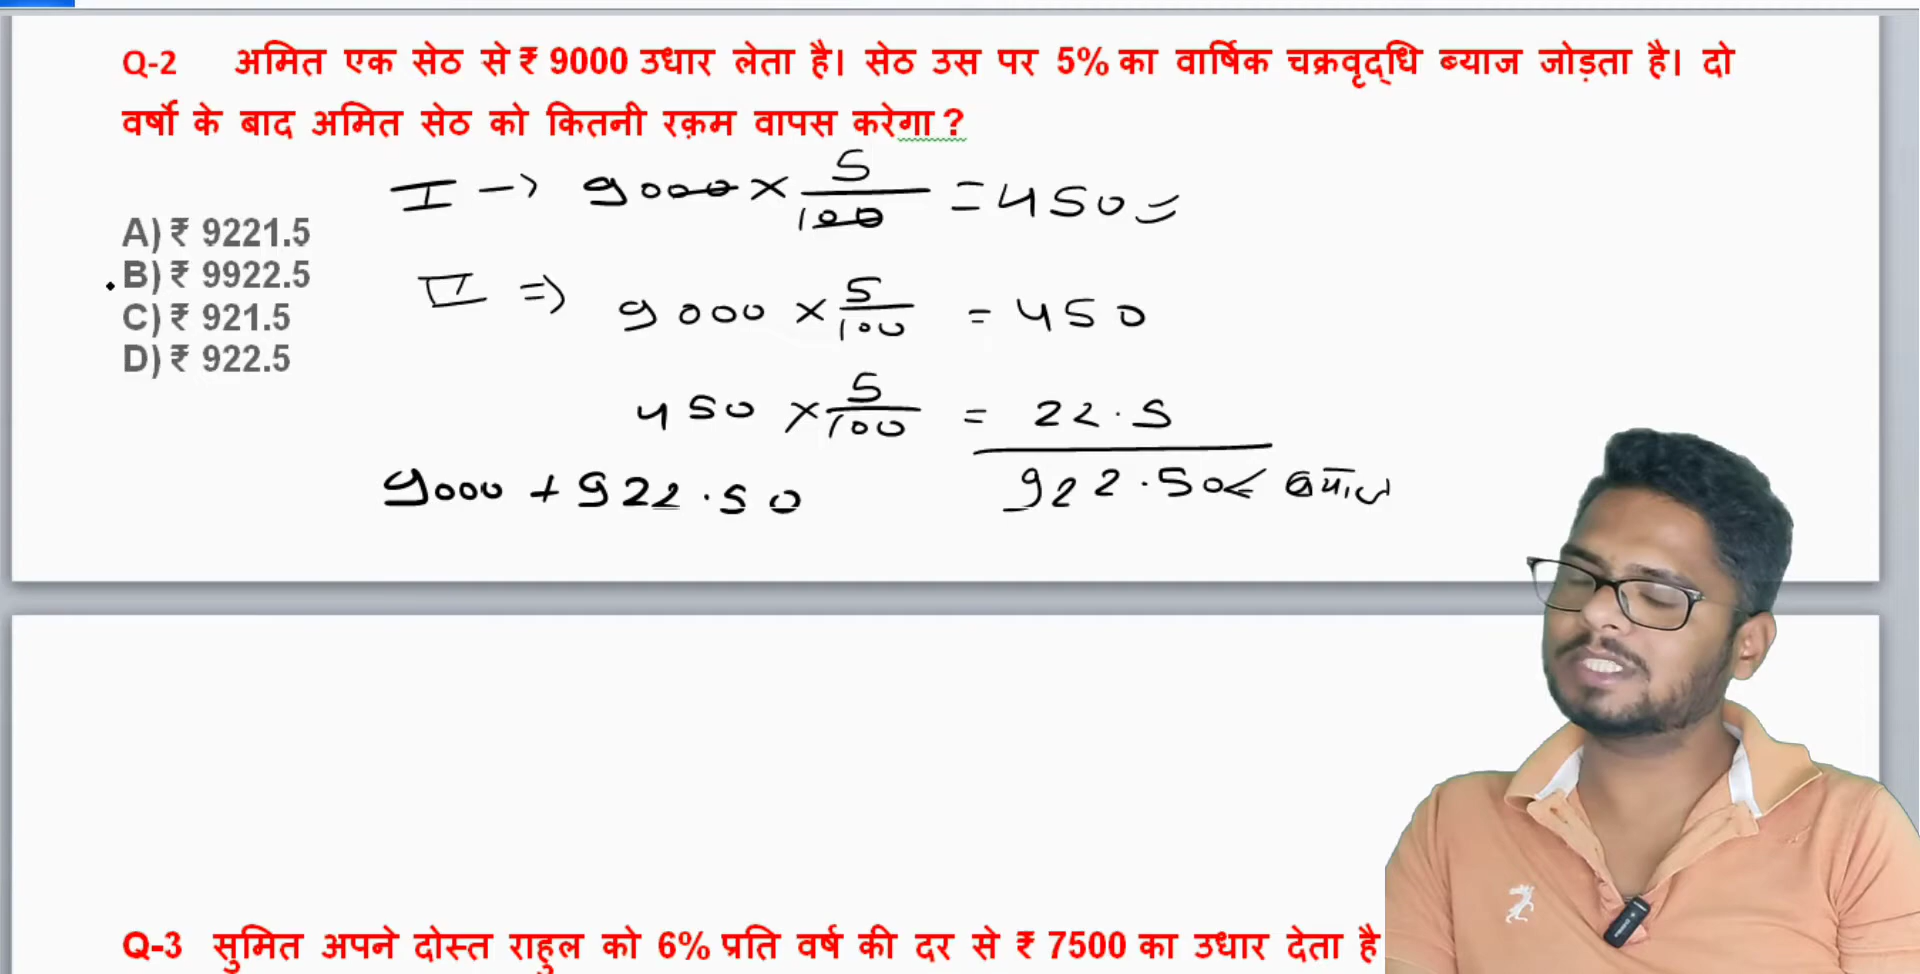 Q-2 अमित एक सेठ से ₹ 9000 उधार लेता है। सेठ उस पर 5% का वार्षिक चक्रवृद्धि ब्याज जोड़ता है। दो
वर्षो के बाद अमित सेठ को कितनी रक़म वापस करेगा ?
I -> 9000 × 5/100 = 450 =
A) ₹ 9221.5
B) ₹ 9922.5
C) ₹ 921.5
D) ₹ 922.5
II => 9000 × 5/100 = 450
450 × 5/100 = 22.5
9000 + 922.50
922.50 < ब्याज
Q-3 सुमित अपने दोस्त राहुल को 6% प्रति वर्ष की दर से ₹ 7500 का उधार देता है